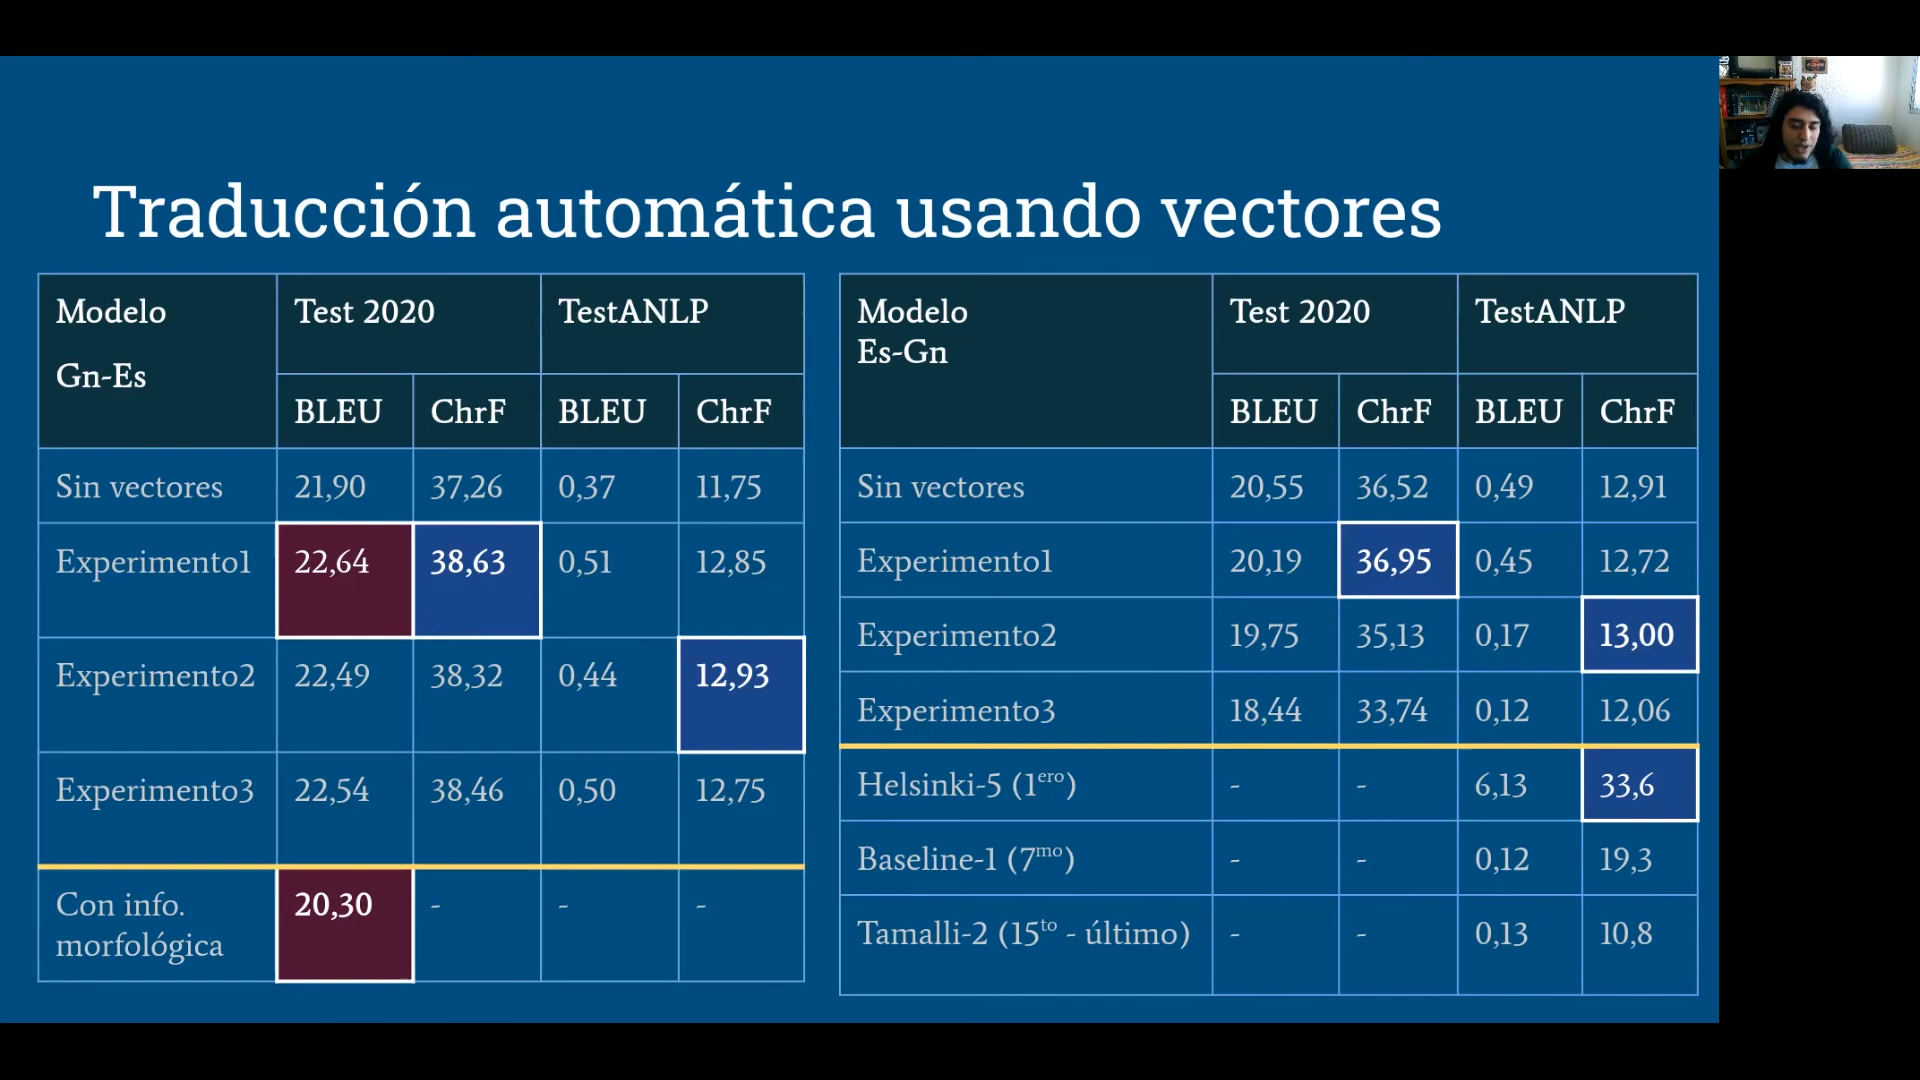 Traducción automática usando vectores
Modelo Test 2020 TestANLP
Gn-Es
BLEU ChrF BLEU ChrF
Sin vectores 21,90 37,26 0,37 11,75
Experimento1 22,64 38,63 0,51 12,85
Experimento2 22,49 38,32 0,44 12,93
Experimento3 22,54 38,46 0,50 12,75
Con info. 20,30 - - -
morfológica
Modelo Test 2020 TestANLP
Es-Gn
BLEU ChrF BLEU ChrF
Sin vectores 20,55 36,52 0,49 12,91
Experimento1 20,19 36,95 0,45 12,72
Experimento2 19,75 35,13 0,17 13,00
Experimento3 18,44 33,74 0,12 12,06
Helsinki-5 (1ero) - - 6,13 33,6
Baseline-1 (7mo) - - 0,12 19,3
Tamalli-2 (15to - último) - - 0,13 10,8